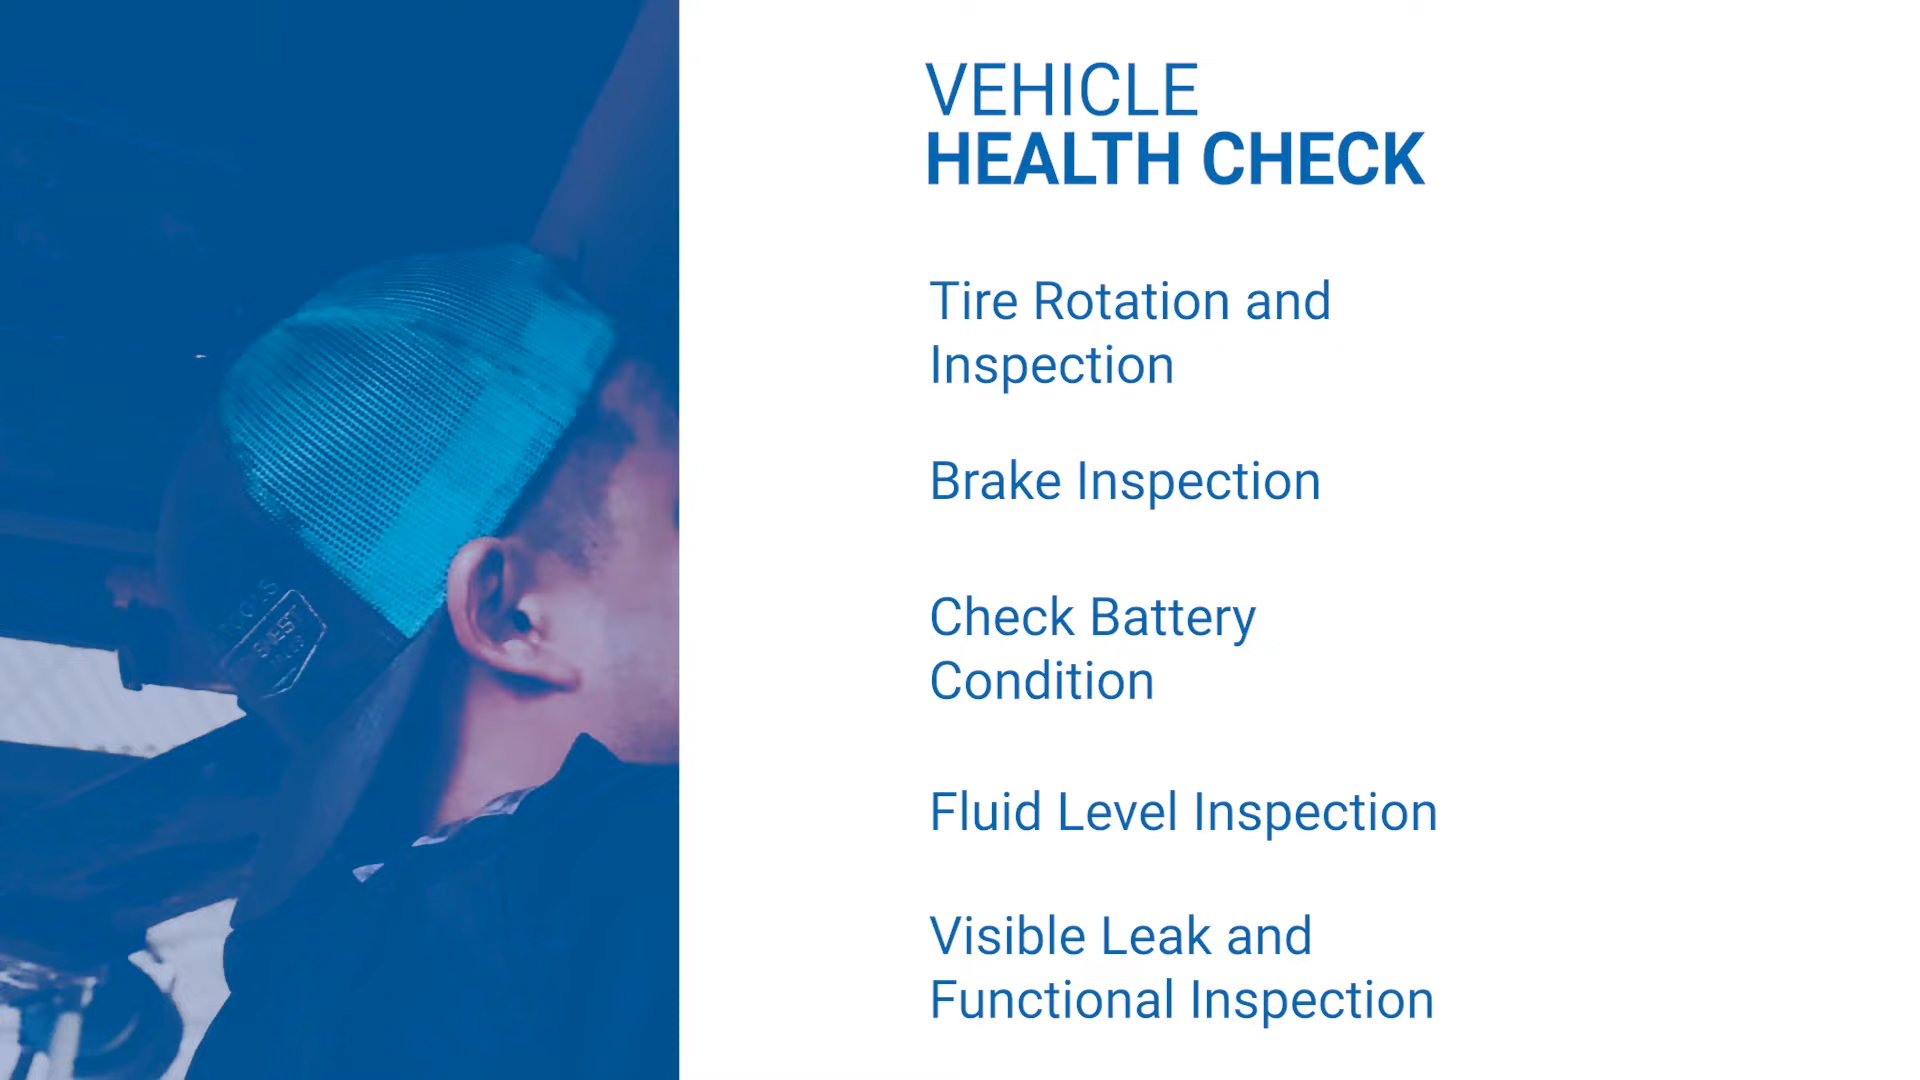 VEHICLE
HEALTH CHECK
Tire Rotation and
Inspection
Brake Inspection
Check Battery
Condition
Fluid Level Inspection
Visible Leak and
Functional Inspection